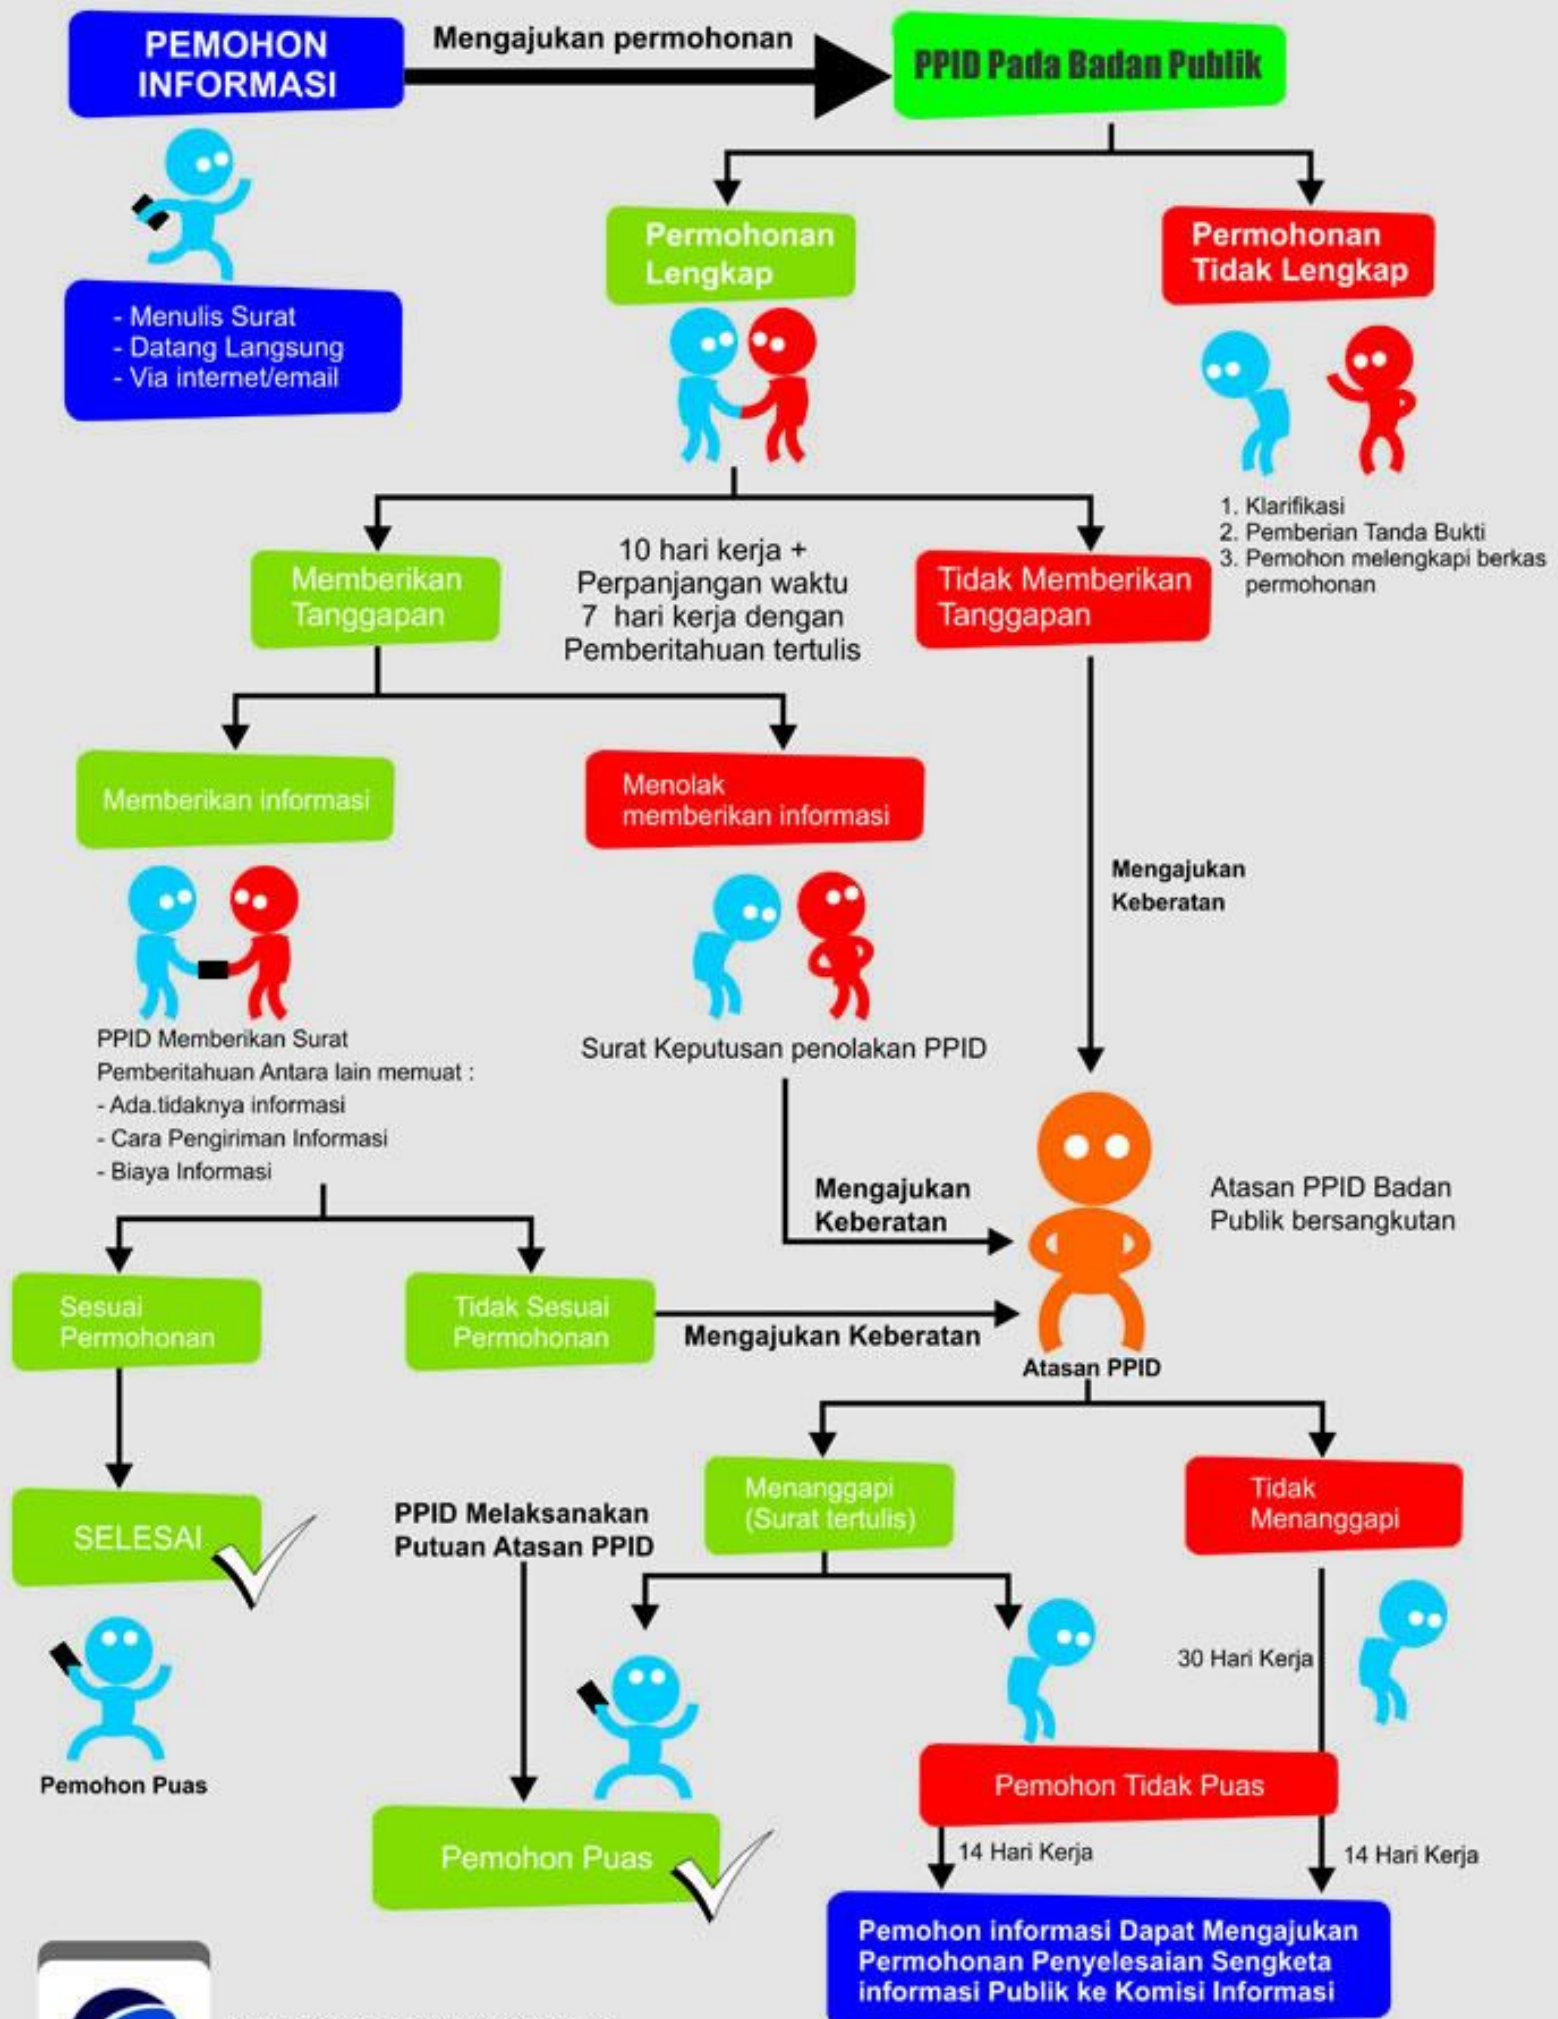 PEMOHON
INFORMASI
Mengajukan permohonan
PPID Pada Badan Publik
- Menulis Surat
- Datang Langsung
- Via internet/email
Permohonan
Lengkap
Permohonan
Tidak Lengkap
1. Klarifikasi
2. Pemberian Tanda Bukti
3. Pemohon melengkapi berkas
permohonan
Memberikan
Tanggapan
10 hari kerja +
Perpanjangan waktu
7 hari kerja dengan
Pemberitahuan tertulis
Tidak Memberikan
Tanggapan
Memberikan informasi
Menolak
memberikan informasi
Mengajukan
Keberatan
PPID Memberikan Surat
Pemberitahuan Antara lain memuat :
- Ada.tidaknya informasi
- Cara Pengiriman Informasi
- Biaya Informasi
Surat Keputusan penolakan PPID
Mengajukan
Keberatan
Atasan PPID Badan
Publik bersangkutan
Sesuai
Permohonan
Tidak Sesuai
Permohonan
Mengajukan Keberatan
Atasan PPID
SELESAI
PPID Melaksanakan
Putuan Atasan PPID
Menanggapi
(Surat tertulis)
Tidak
Menanggapi
30 Hari Kerja
Pemohon Puas
Pemohon Tidak Puas
Pemohon Puas
14 Hari Kerja
14 Hari Kerja
Pemohon informasi Dapat Mengajukan
Permohonan Penyelesaian Sengketa
informasi Publik ke Komisi Informasi